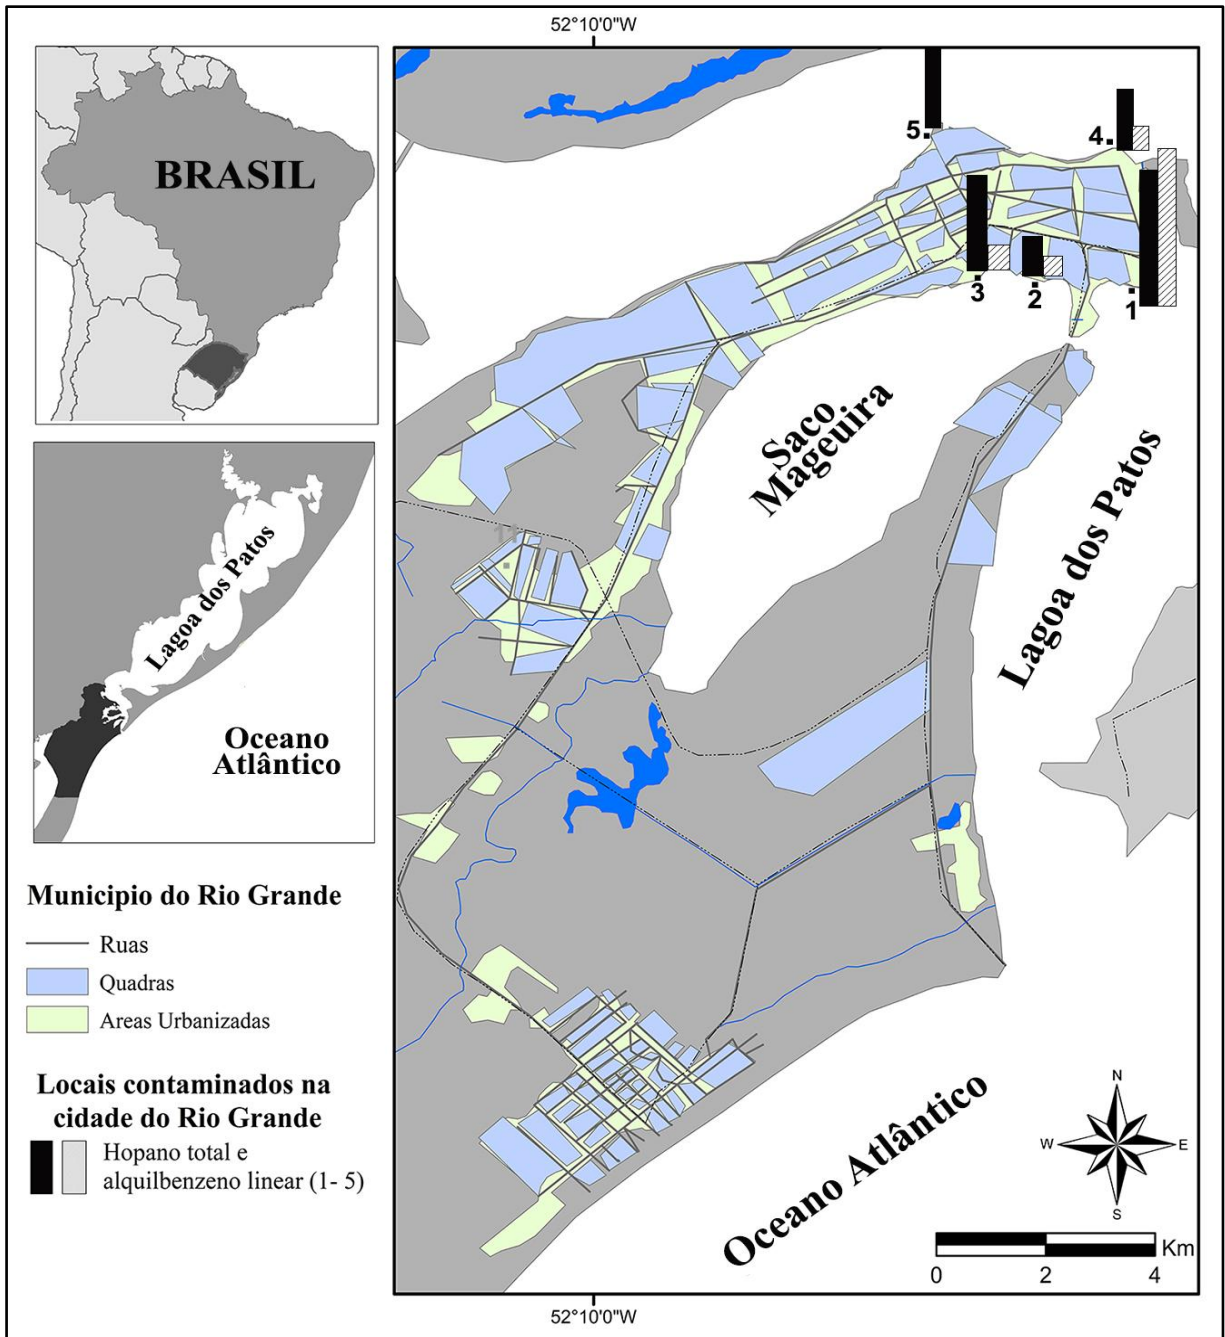 52°10'0"W
BRASIL
5.
4.
3
2
1
Saco
Mageuira
Lagoa dos Patos
11
Lagoa dos Patos
Oceano
Atlântico
Municipio do Rio Grande
Ruas
Quadras
Areas Urbanizadas
Locais contaminados na
cidade do Rio Grande
Hopano total e
alquilbenzeno linear (1- 5)
Oceano Atlântico
N
W
E
S
Km
0
2
4
52°10'0"W